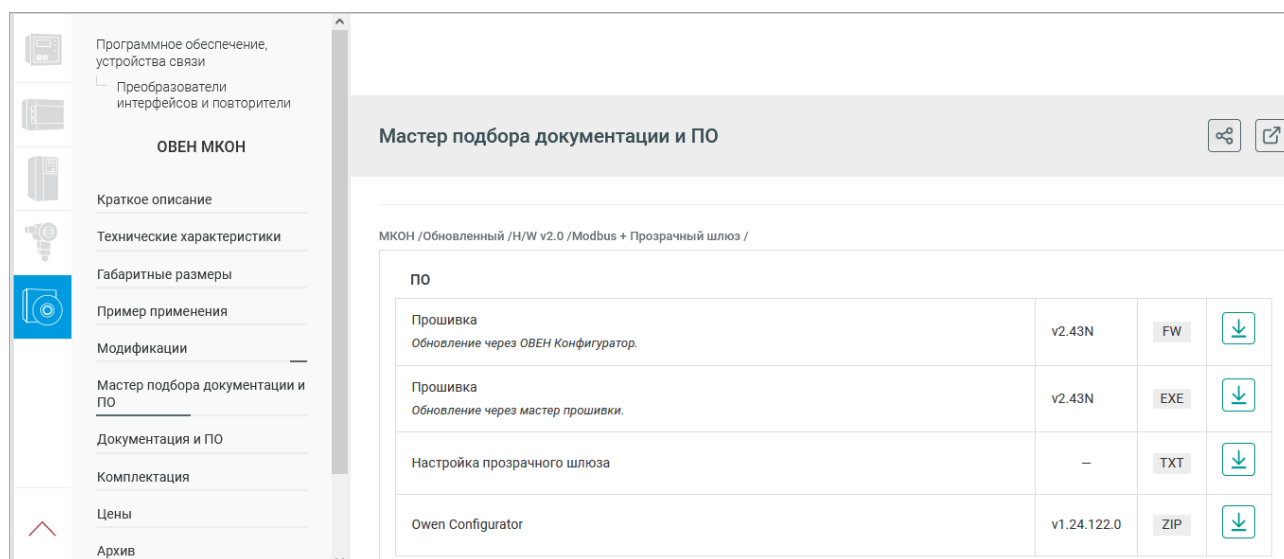 Программное обеспечение,
устройства связи
Преобразователи
интерфейсов и повторители
ОВЕН МКОН
Краткое описание
Технические характеристики
Габаритные размеры
Пример применения
Модификации
Мастер подбора документации и
ПО
Документация и ПО
Комплектация
Цены
Архив
Мастер подбора документации и ПО
МКОН /Обновленный /H/W v2.0 /Modbus + Прозрачный шлюз /
ПО
Прошивка
Обновление через ОВЕН Конфигуратор.
v2.43N FW
Прошивка
Обновление через мастер прошивки.
v2.43N EXE
Настройка прозрачного шлюза – TXT
Owen Configurator v1.24.122.0 ZIP